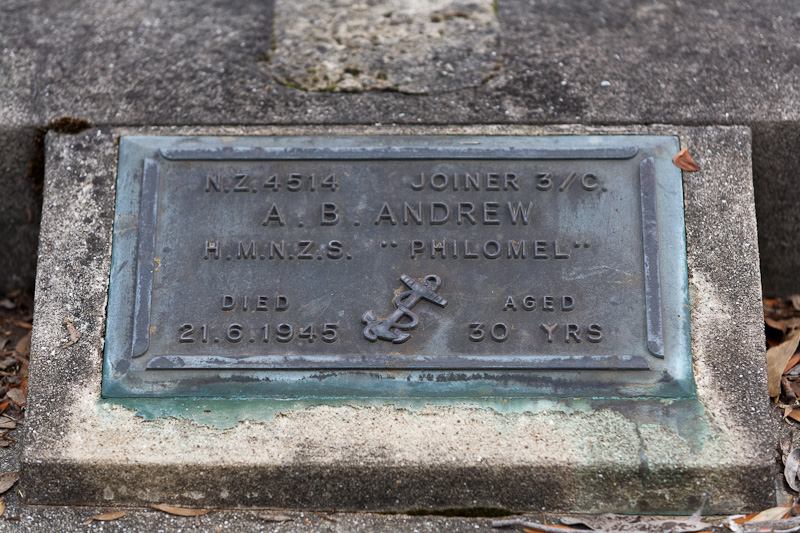 N.Z.4514 JOINER 3/C.
A. B. ANDREW
H.M.N.Z.S. "PHILOMEL"
DIED AGED
21.6.1945 30 YRS